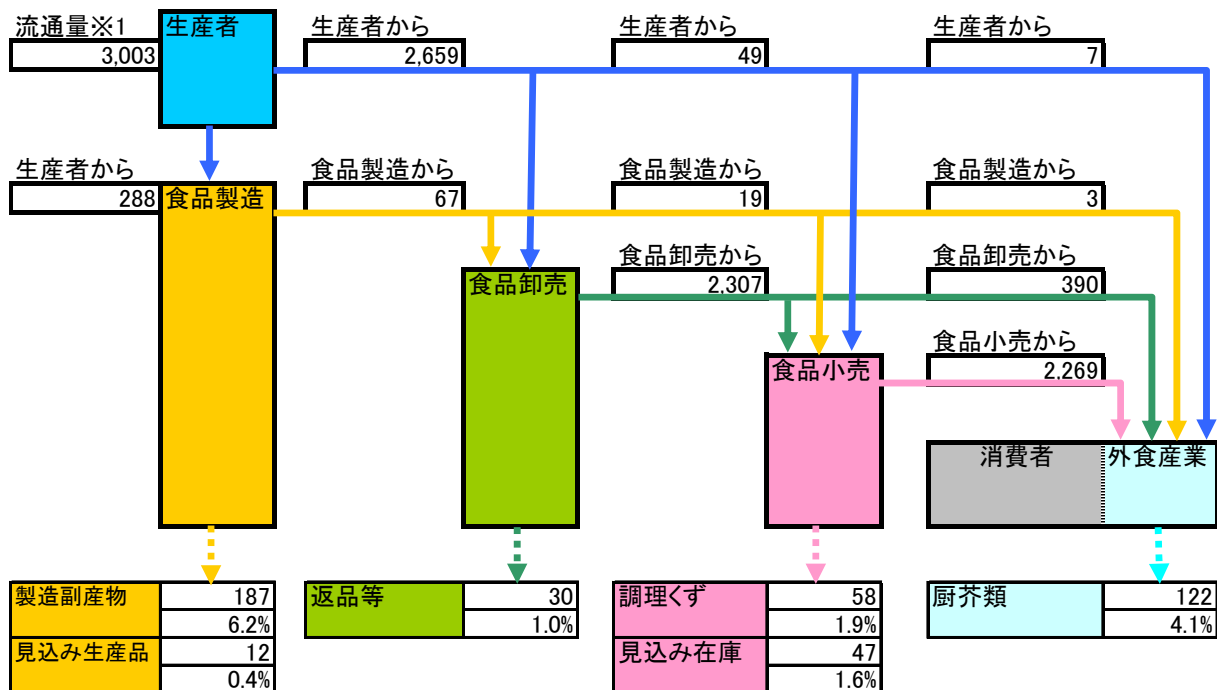 流通量※1
3,003
生産者
生産者から
2,659
生産者から
49
生産者から
7
生産者から
288
食品製造
食品製造から
67
食品製造から
19
食品製造から
3
食品卸売
食品卸売から
2,307
食品卸売から
390
食品小売
食品小売から
2,269
消費者
外食産業
製造副産物
187
6.2%
見込み生産品
12
0.4%
返品等
30
1.0%
調理くず
58
1.9%
見込み在庫
47
1.6%
厨芥類
122
4.1%